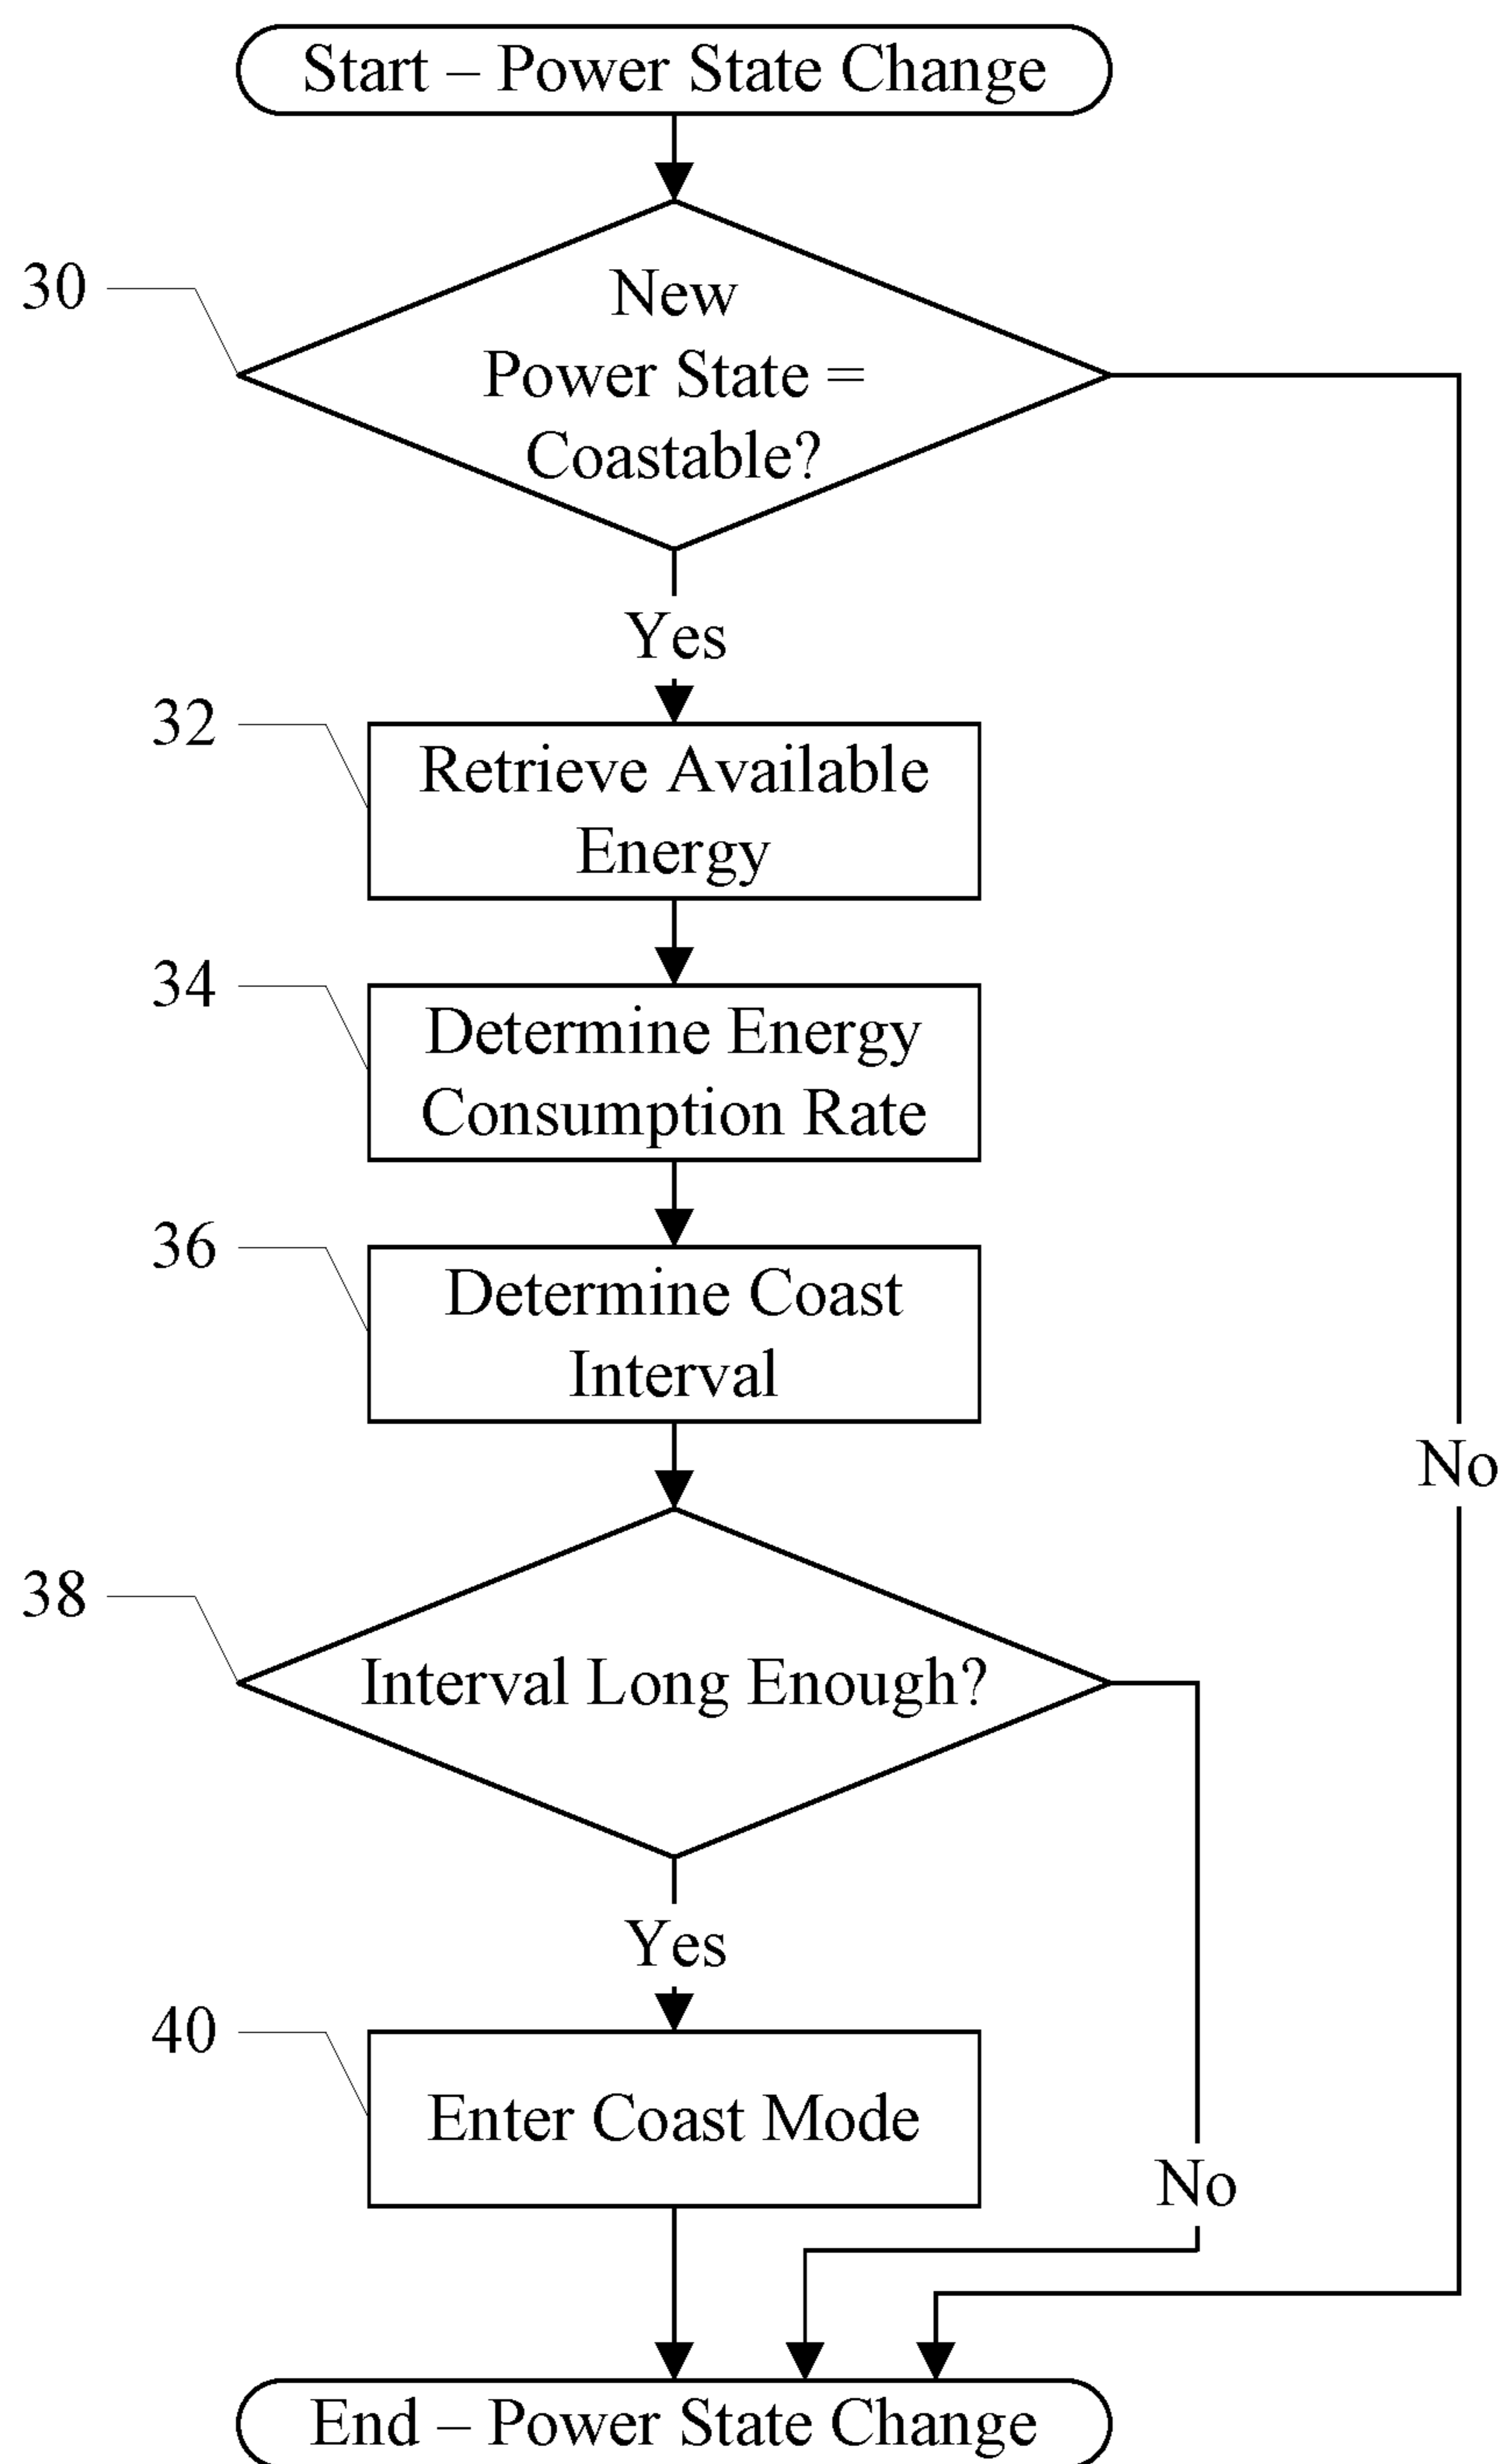 Start – Power State Change
30
New
Power State =
Coastable?
Yes
32
Retrieve Available
Energy
34
Determine Energy
Consumption Rate
36
Determine Coast
Interval
No
38
Interval Long Enough?
Yes
40
Enter Coast Mode
No
End – Power State Change